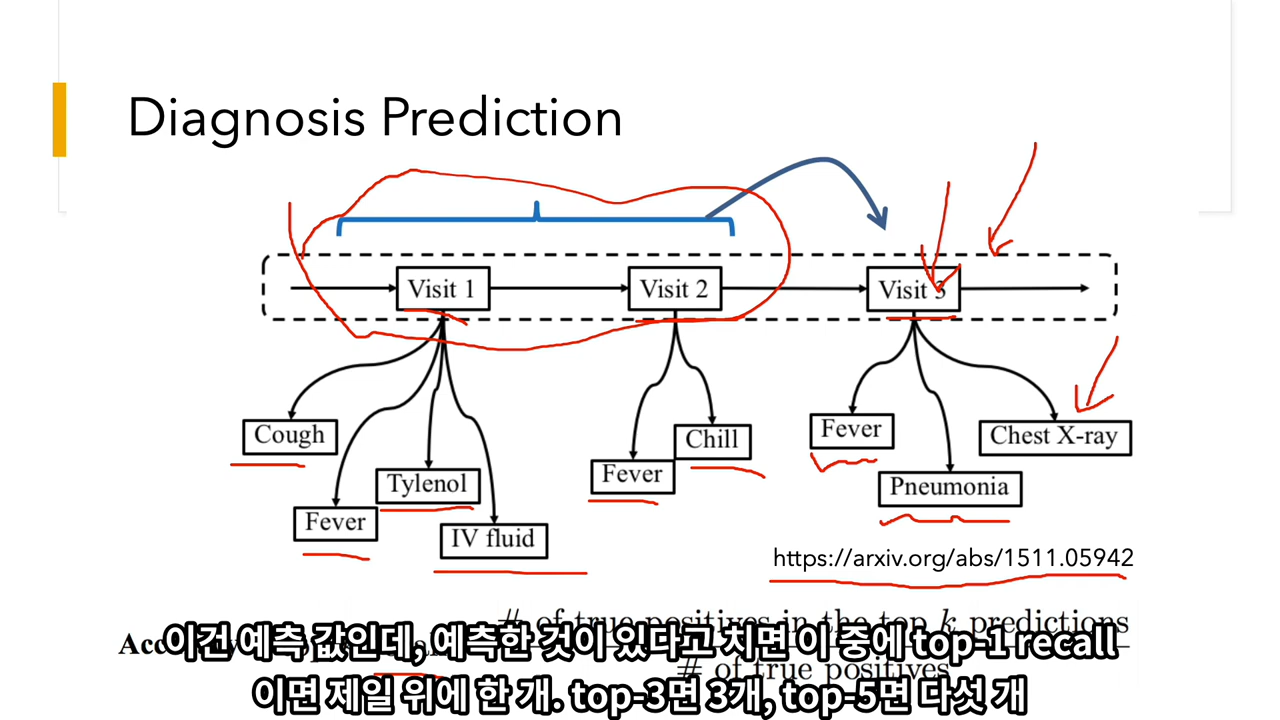 Diagnosis Prediction
Visit 1
Visit 2
Visit 3
Cough
Fever
Tylenol
IV fluid
Fever
Chill
Fever
Pneumonia
Chest X-ray
https://arxiv.org/abs/1511.05942
# of true positives in the top k predictions
# of true positives
이건 예측 값인데, 예측한 것이 있다고 치면 이 중에 top-1 recall
이면 제일 위에 한 개. top-3면 3개, top-5면 다섯 개